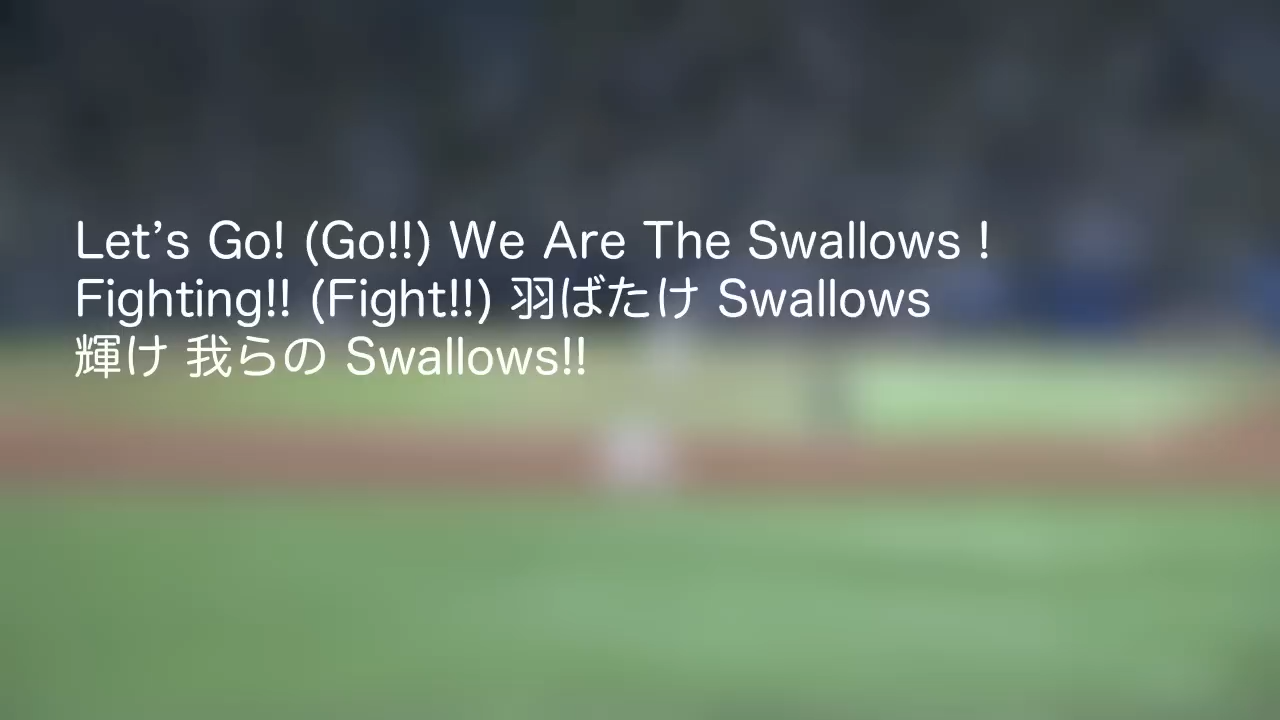 Let’s Go! (Go!!) We Are The Swallows !
Fighting!! (Fight!!) 羽ばたけ Swallows
輝け 我らの Swallows!!